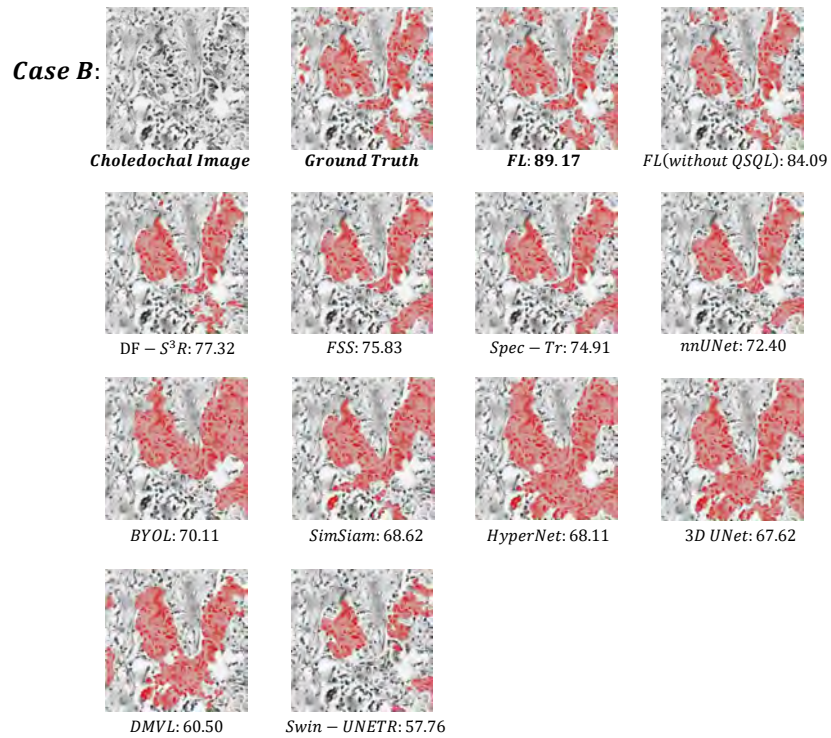 Case B:
Choledochal Image
Ground Truth
FL: 89.17
FL(without QSQL): 84.09
DF − S³R: 77.32
FSS: 75.83
Spec − Tr: 74.91
nnUNet: 72.40
BYOL: 70.11
SimSiam: 68.62
HyperNet: 68.11
3D UNet: 67.62
DMVL: 60.50
Swin − UNETR: 57.76